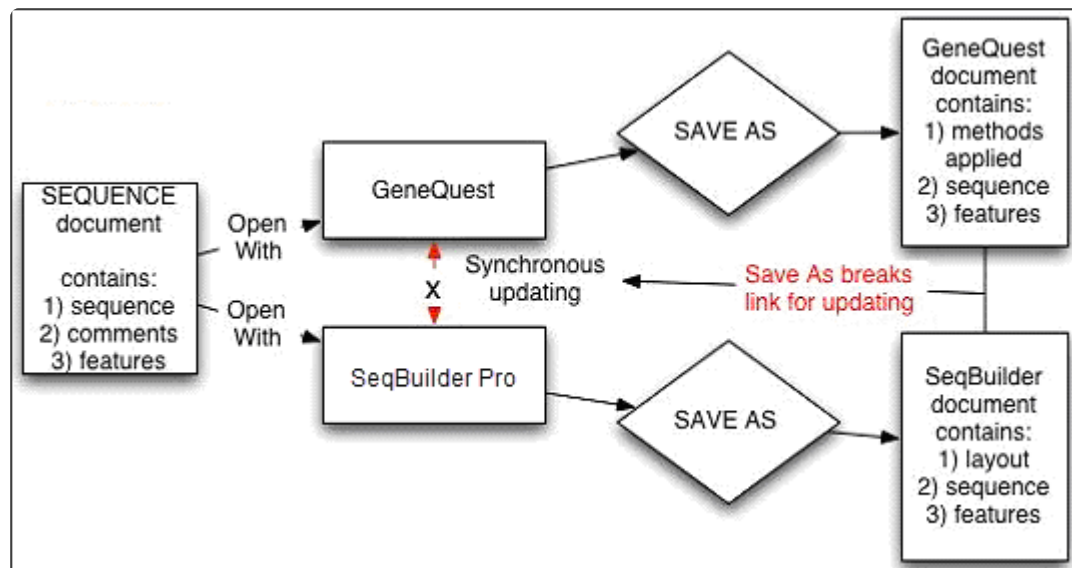 SEQUENCE
document
contains:
1) sequence
2) comments
3) features
Open
With
Open
With
GeneQuest
X
Synchronous
updating
SeqBuilder Pro
SAVE AS
SAVE AS
Save As breaks
link for updating
GeneQuest
document
contains:
1) methods
applied
2) sequence
3) features
SeqBuilder
document
contains:
1) layout
2) sequence
3) features